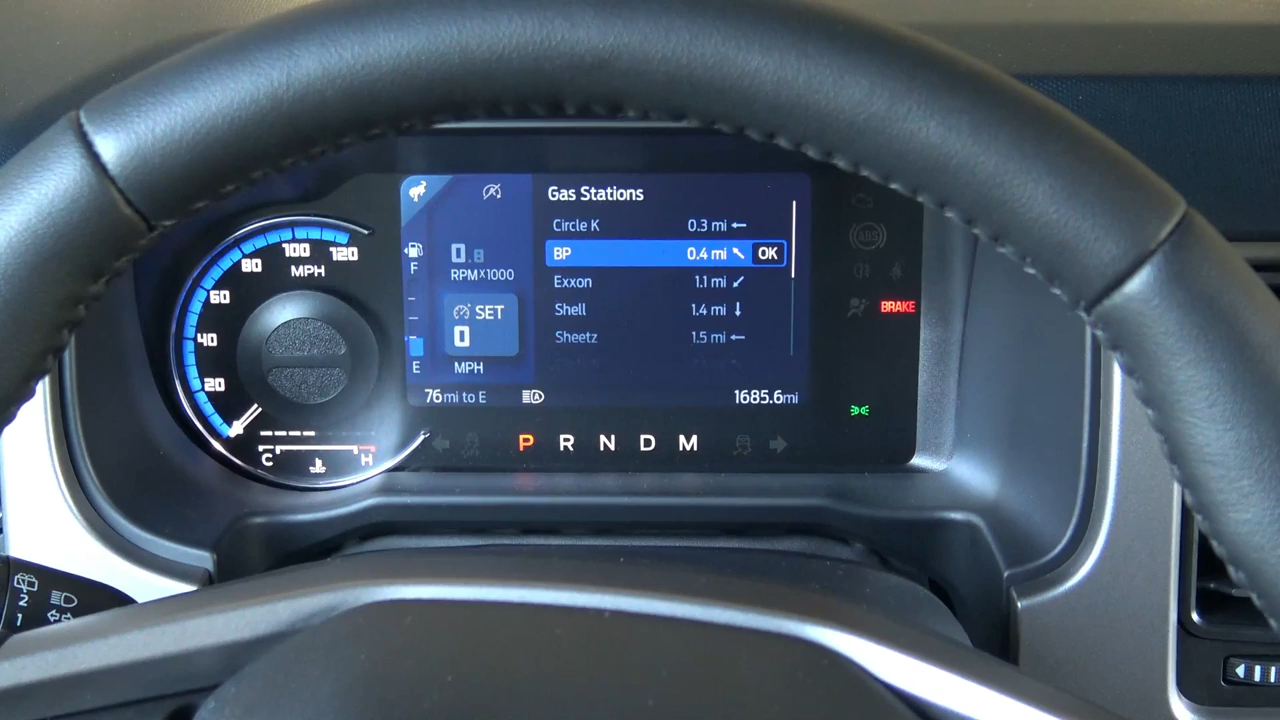 Gas Stations
Circle K 0.3 mi
BP 0.4 mi OK
Exxon 1.1 mi
Shell 1.4 mi
Sheetz 1.5 mi
0.8
RPM×1000
SET
0
MPH
F
E
76 mi to E
A
1685.6 mi
P R N D M
120
100
80
60
40
20
MPH
C H
ABS
BRAKE
2
1